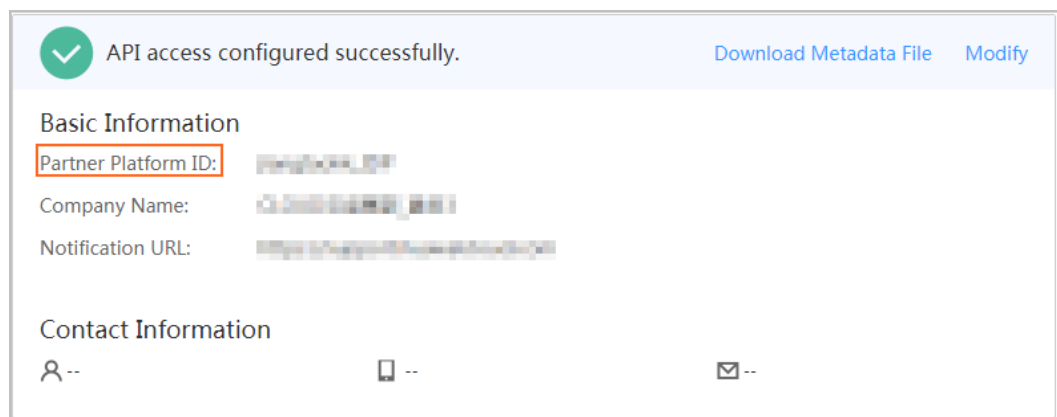 API access configured successfully. Download Metadata File Modify
Basic Information
Partner Platform ID:
Company Name:
Notification URL:
Contact Information
-- -- --